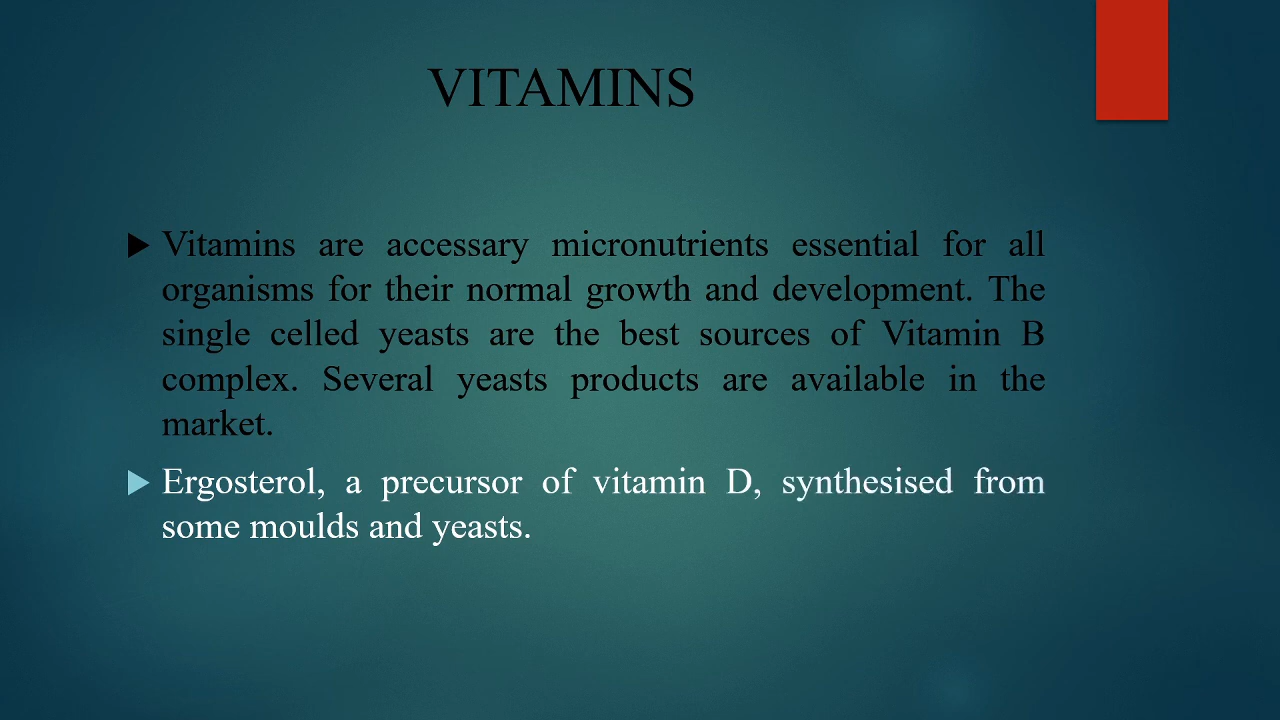 VITAMINS
Vitamins are accessary micronutrients essential for all
organisms for their normal growth and development. The
single celled yeasts are the best sources of Vitamin B
complex. Several yeasts products are available in the
market.
Ergosterol, a precursor of vitamin D, synthesised from
some moulds and yeasts.